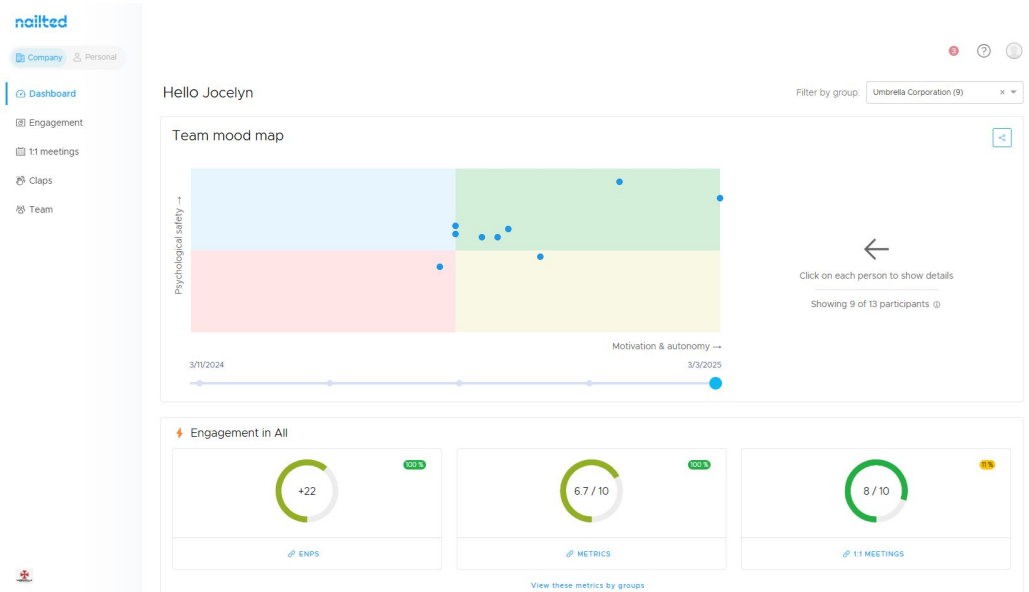 nailted
Company Personal
Dashboard
Engagement
1:1 meetings
Claps
Team
3
?
Hello Jocelyn
Filter by group: Umbrella Corporation (9) ×
Team mood map
Psychological safety →
Click on each person to show details
Showing 9 of 13 participants
Motivation & autonomy →
3/11/2024 3/3/2025
Engagement in All
100 %
+22
ENPS
100 %
6.7 / 10
METRICS
11 %
8 / 10
1:1 MEETINGS
View these metrics by groups